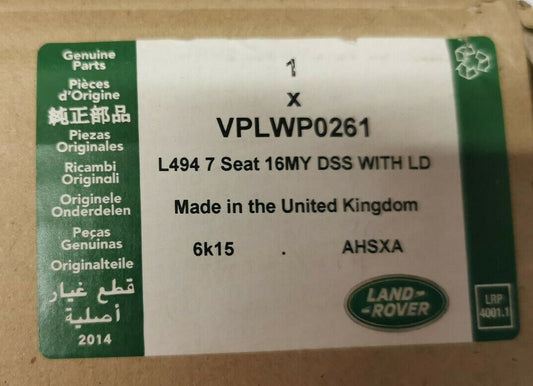 Genuine
Parts
Pièces
d'Origine
純正部品
Piezas
Originales
Ricambi
Originali
Originele
Onderdelen
Peças
Genuinas
Originalteile
قطع غيار
أصلية
2014
1
x
VPLWP0261
L494 7 Seat 16MY DSS WITH LD
Made in the United Kingdom
6k15 . AHSXA
LAND-
-ROVER
LRP
4001.1